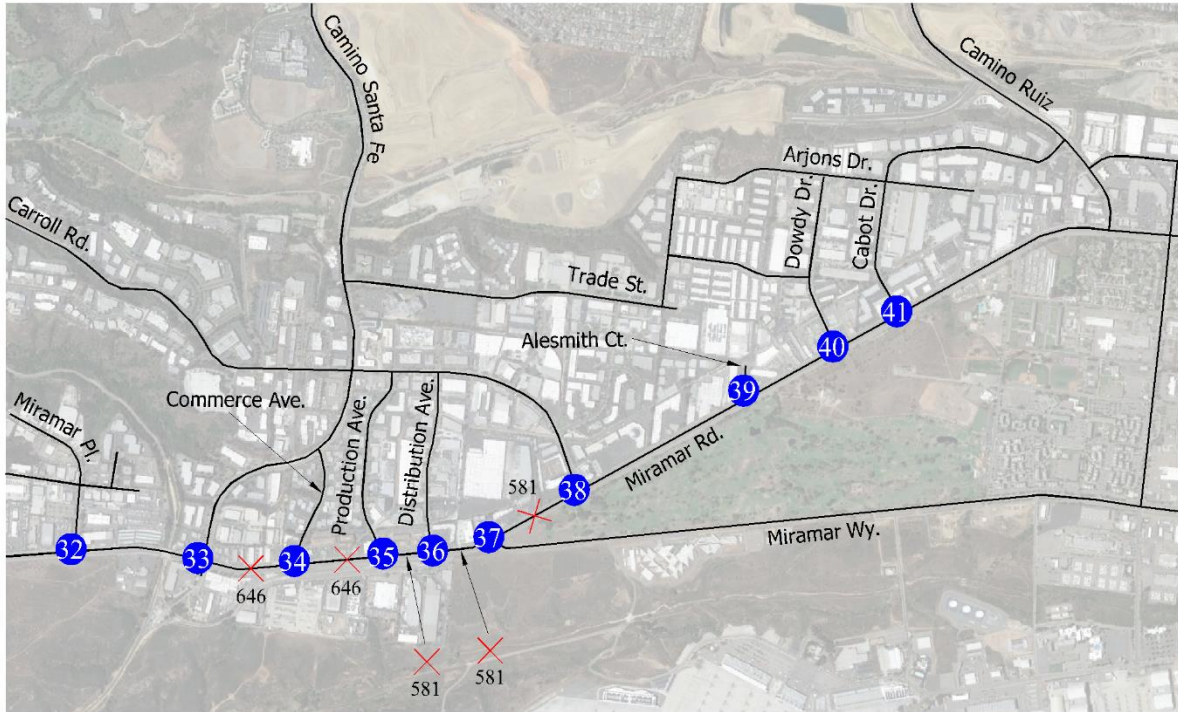 Camino Santa Fe
Camino Ruiz
Arjons Dr.
Dowdy Dr.
Cabot Dr.
Carroll Rd.
Trade St.
41
Alesmith Ct.
40
39
Commerce Ave.
Miramar Pl.
Production Ave.
Distribution Ave.
Miramar Rd.
581
38
37
Miramar Wy.
32
33
34
35
36
646
646
581
581